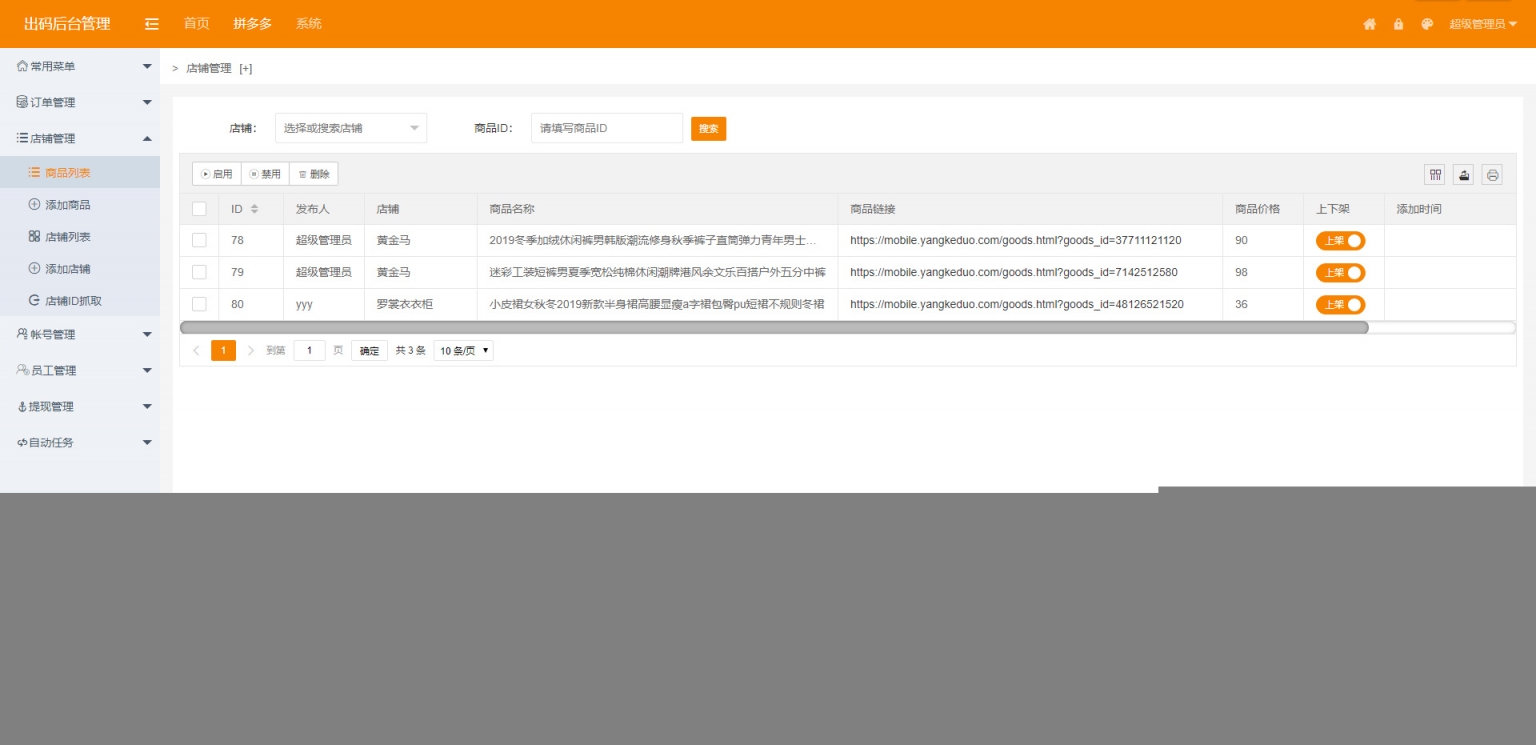 出码后台管理 首页 拼多多 系统 超级管理员
常用菜单
订单管理
店铺管理
商品列表
添加商品
店铺列表
添加店铺
店铺ID抓取
帐号管理
员工管理
提现管理
自动任务
> 店铺管理 [+]
店铺: 选择或搜索店铺 商品ID: 请填写商品ID 搜索
启用 禁用 删除
ID 发布人 店铺 商品名称 商品链接 商品价格 上下架 添加时间
78 超级管理员 黄金马 2019冬季加绒休闲裤男韩版潮流修身秋季裤子直筒弹力青年男士... https://mobile.yangkeduo.com/goods.html?goods_id=37711121120 90 上架
79 超级管理员 黄金马 迷彩工装短裤男夏季宽松纯棉休闲潮牌港风余文乐百搭户外五分中裤 https://mobile.yangkeduo.com/goods.html?goods_id=7142512580 98 上架
80 yyy 罗裳衣衣柜 小皮裙女秋冬2019新款半身裙高腰显瘦a字裙包臀pu短裙不规则冬裙 https://mobile.yangkeduo.com/goods.html?goods_id=48126521520 36 上架
1 到第 1 页 确定 共 3 条 10 条/页